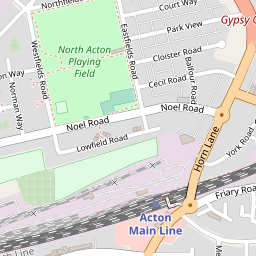 Northfields
Court Way
Park View
Gypsy C
Cloister Road
Westfields Road
North Acton
Playing
Field
Eastfields Road
Balfour Road
on Way
Norman Way
Cecil Road
Noel Road
Noel Road
Lowfield Road
Horn Lane
York Road
Friary Road
Acton
Main Line
th Line